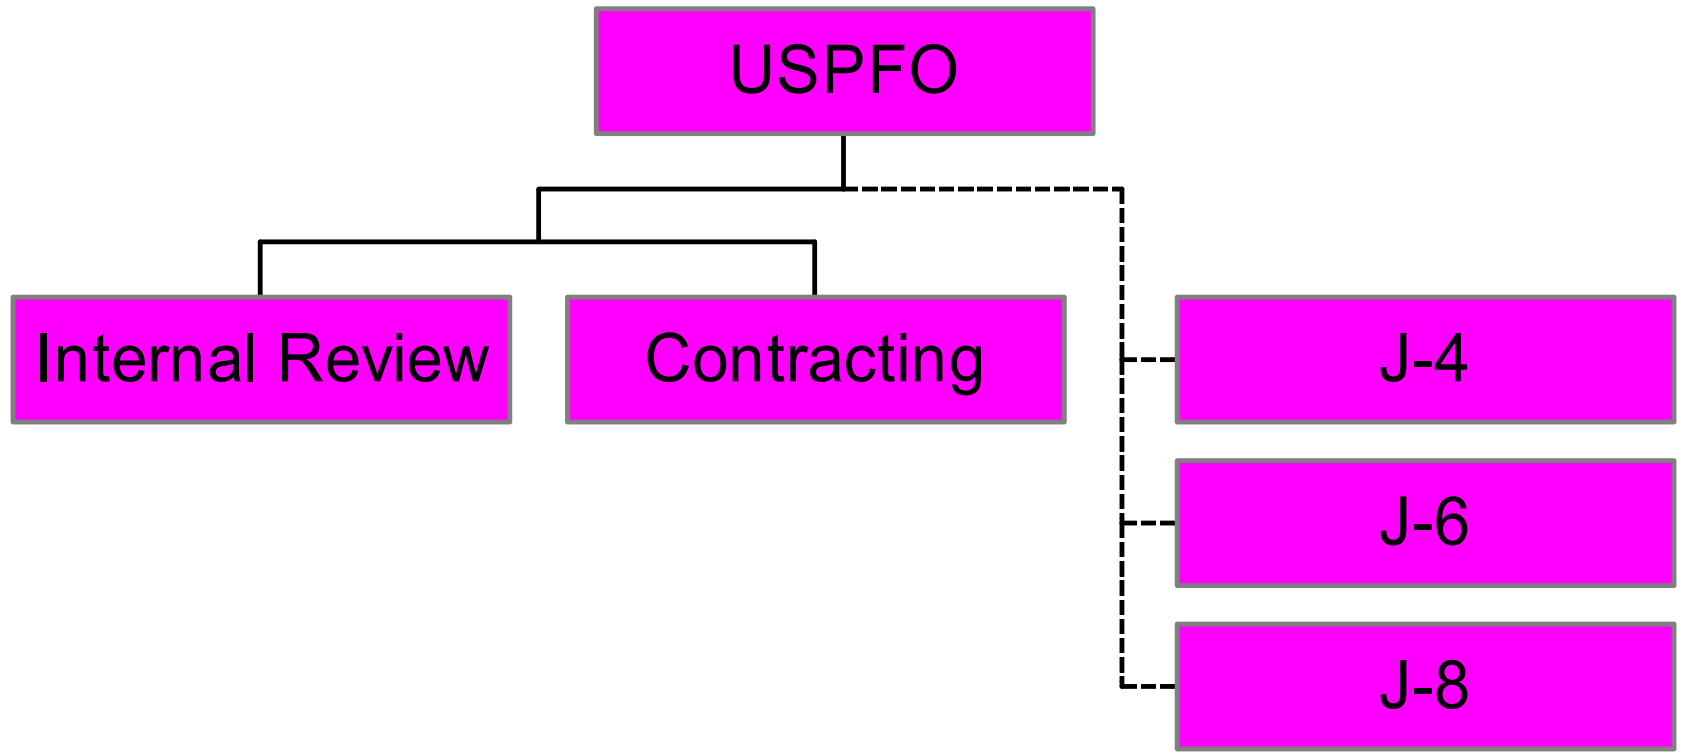 USPFO
Internal Review
Contracting
J-4
J-6
J-8